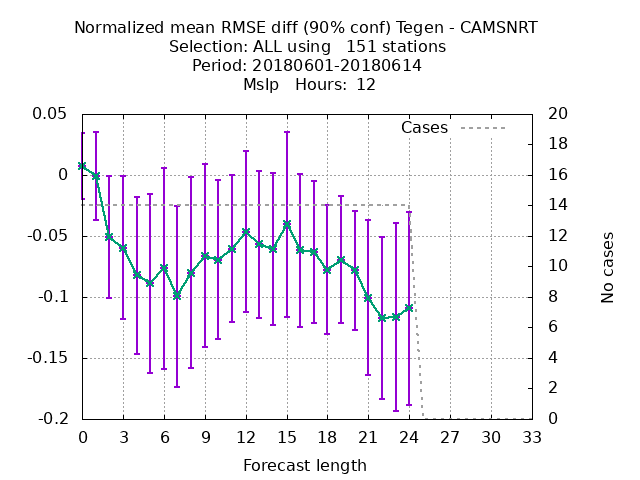 Normalized mean RMSE diff (90% conf) Tegen - CAMSNRT
Selection: ALL using   151 stations
Period: 20180601-20180614
Mslp   Hours:  12
0.05
0
-0.05
-0.1
-0.15
-0.2
Cases
20
18
16
14
12
10
8
6
4
2
0
No cases
0 3 6 9 12 15 18 21 24 27 30 33
Forecast length